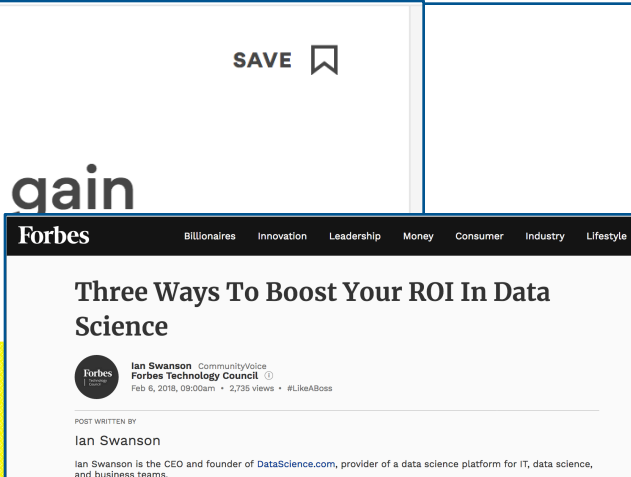 SAVE
gain
Forbes
Billionaires Innovation Leadership Money Consumer Industry Lifestyle
Three Ways To Boost Your ROI In Data
Science
Forbes
Technology
Council
Ian Swanson CommunityVoice
Forbes Technology Council
Feb 6, 2018, 09:00am • 2,735 views • #LikeABoss
POST WRITTEN BY
Ian Swanson
Ian Swanson is the CEO and founder of DataScience.com, provider of a data science platform for IT, data science,
and business teams.